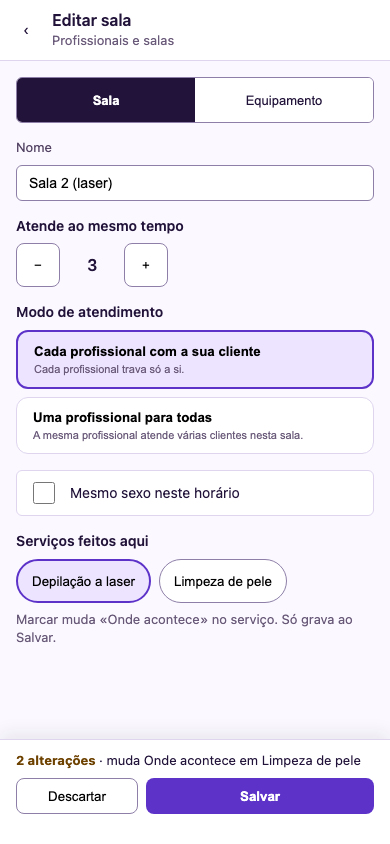 ‹
Editar sala
Profissionais e salas
Sala
Equipamento
Nome
Sala 2 (laser)
Atende ao mesmo tempo
− 3 +
Modo de atendimento
Cada profissional com a sua cliente
Cada profissional trava só a si.
Uma profissional para todas
A mesma profissional atende várias clientes nesta sala.
Mesmo sexo neste horário
Serviços feitos aqui
Depilação a laser
Limpeza de pele
Marcar muda «Onde acontece» no serviço. Só grava ao
Salvar.
2 alterações · muda Onde acontece em Limpeza de pele
Descartar
Salvar